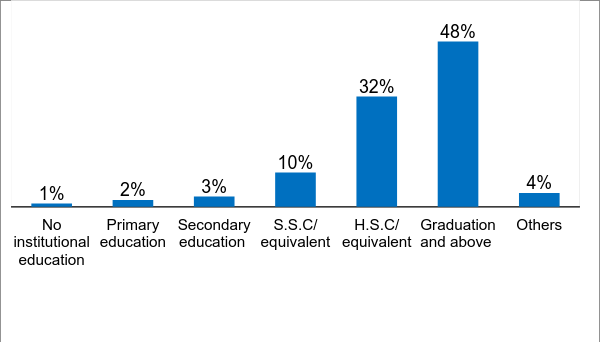 48%
32%
10%
4%
3%
2%
1%
No institutional education
Primary education
Secondary education
S.S.C/ equivalent
H.S.C/ equivalent
Graduation and above
Others